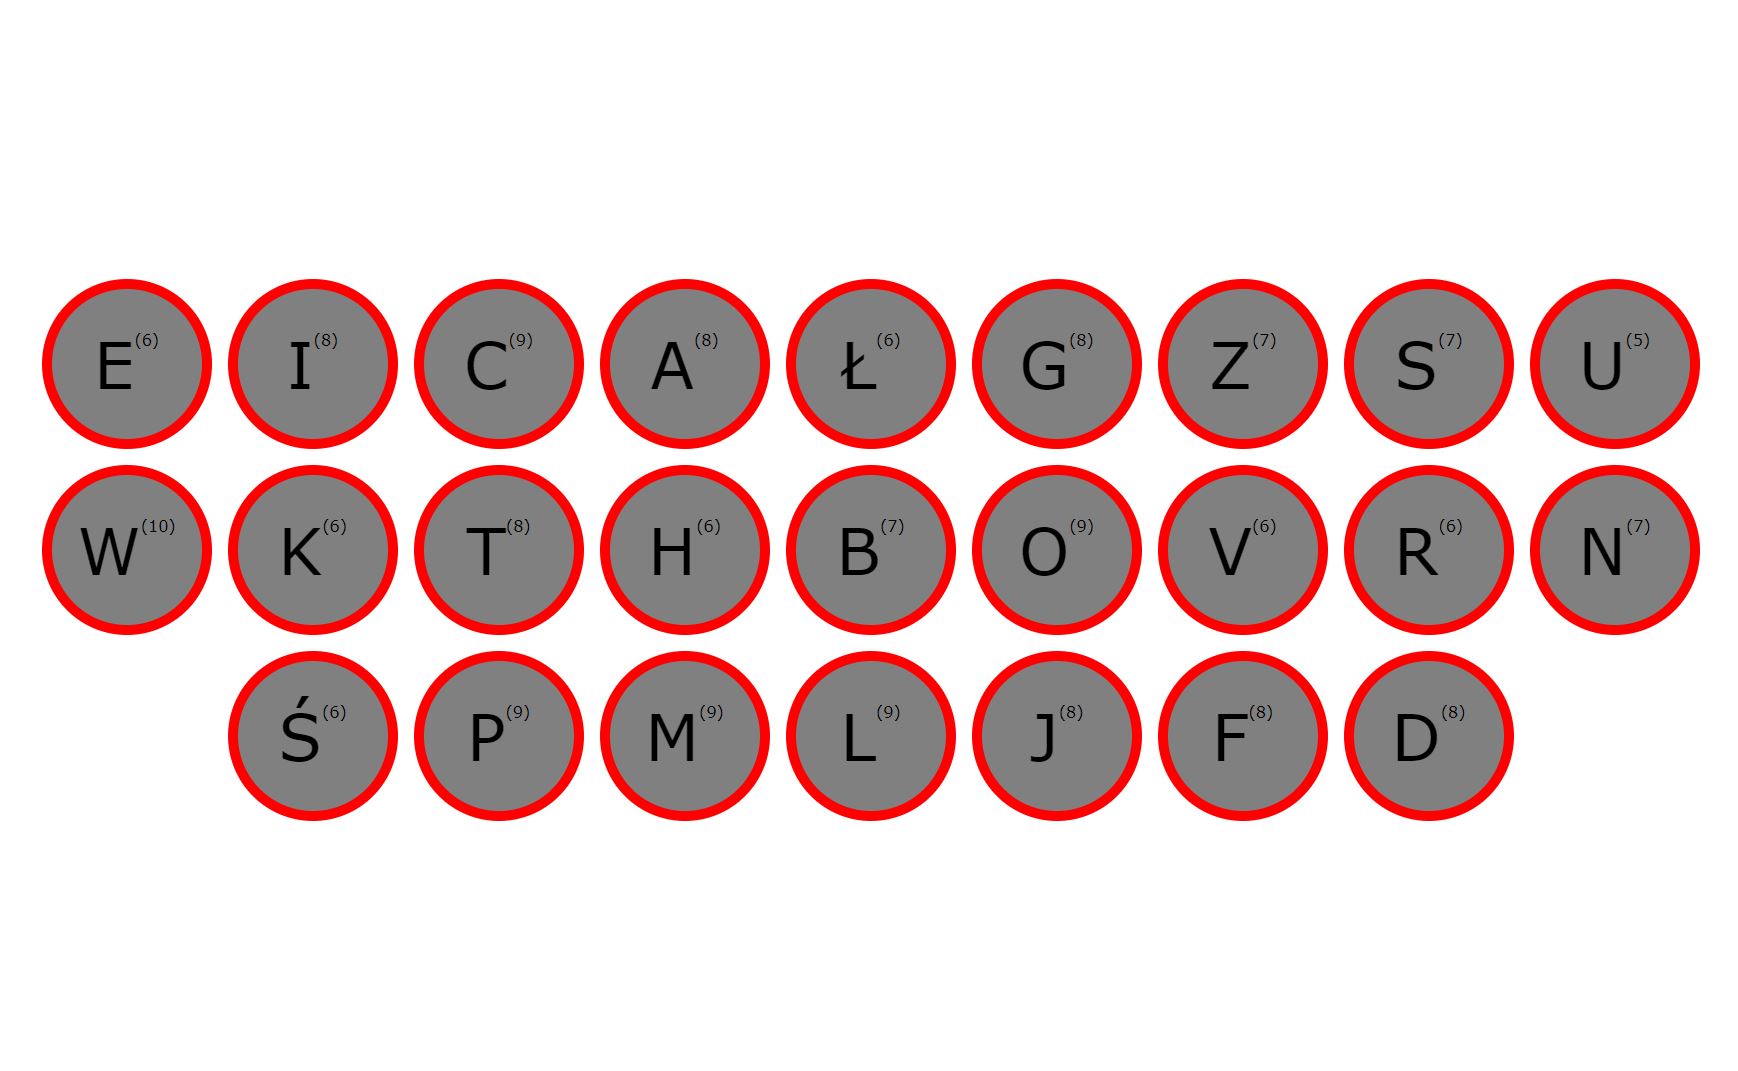 E(6) I(8) C(9) A(8) Ł(6) G(8) Z(7) S(7) U(5)
W(10) K(6) T(8) H(6) B(7) O(9) V(6) R(6) N(7)
Ś(6) P(9) M(9) L(9) J(8) F(8) D(8)